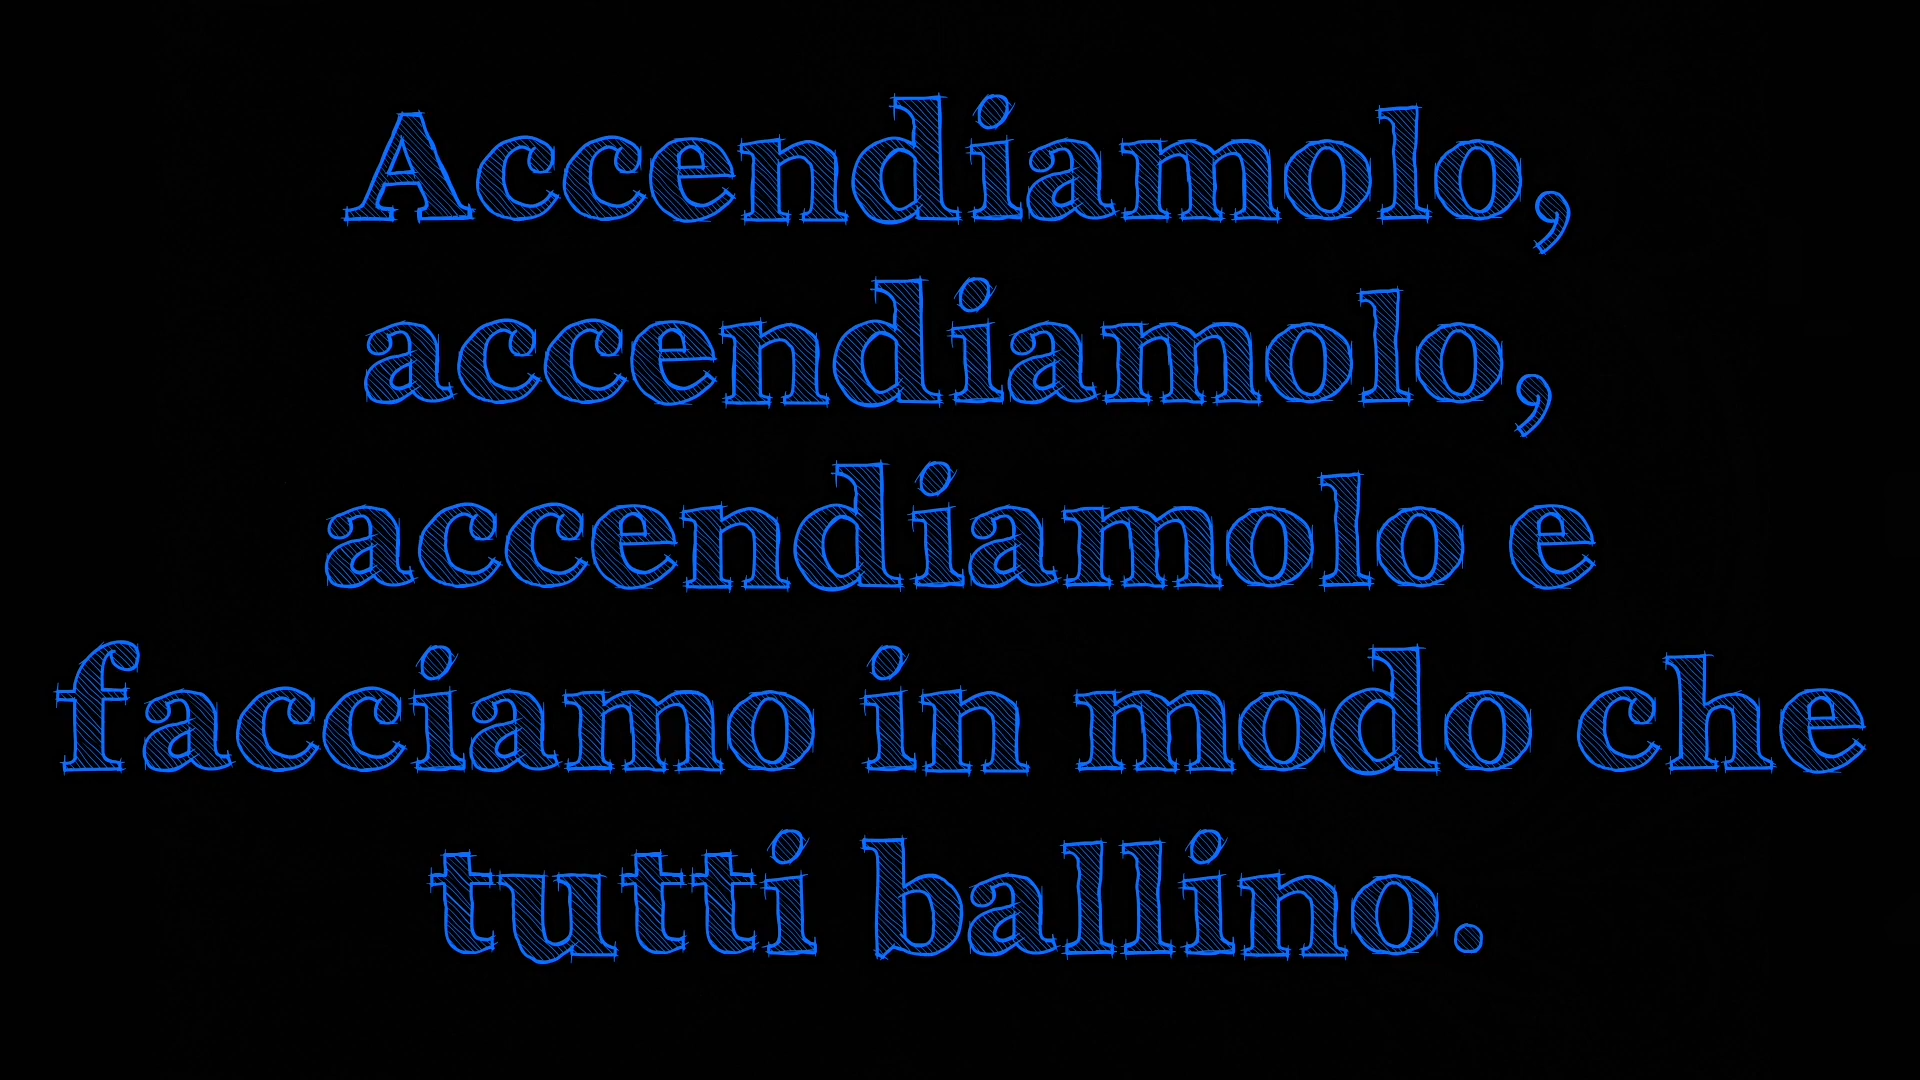 Accendiamolo,
accendiamolo,
accendiamolo e
facciamo in modo che
tutti ballino.